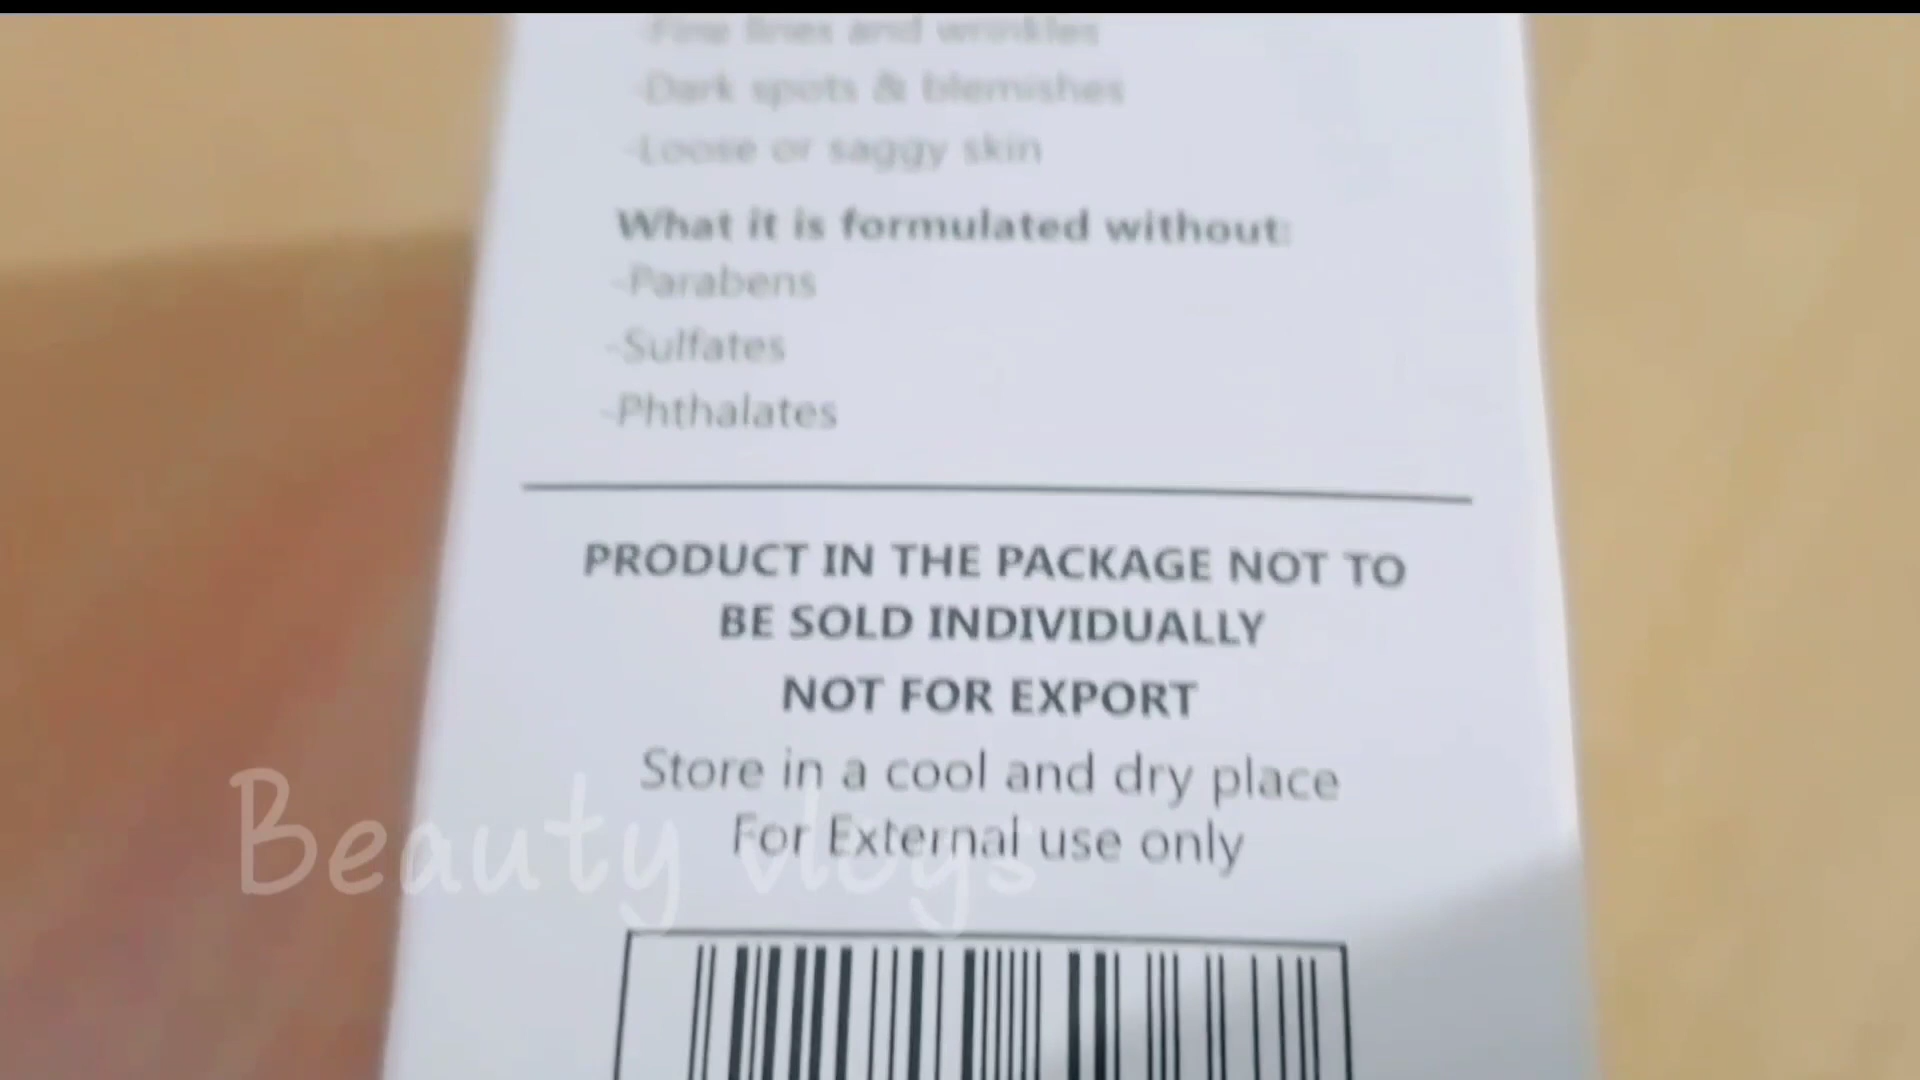 -Fine lines and wrinkles
-Dark spots & blemishes
-Loose or saggy skin
What it is formulated without:
-Parabens
-Sulfates
-Phthalates
PRODUCT IN THE PACKAGE NOT TO
BE SOLD INDIVIDUALLY
NOT FOR EXPORT
Store in a cool and dry place
For External use only
Beauty vlogs